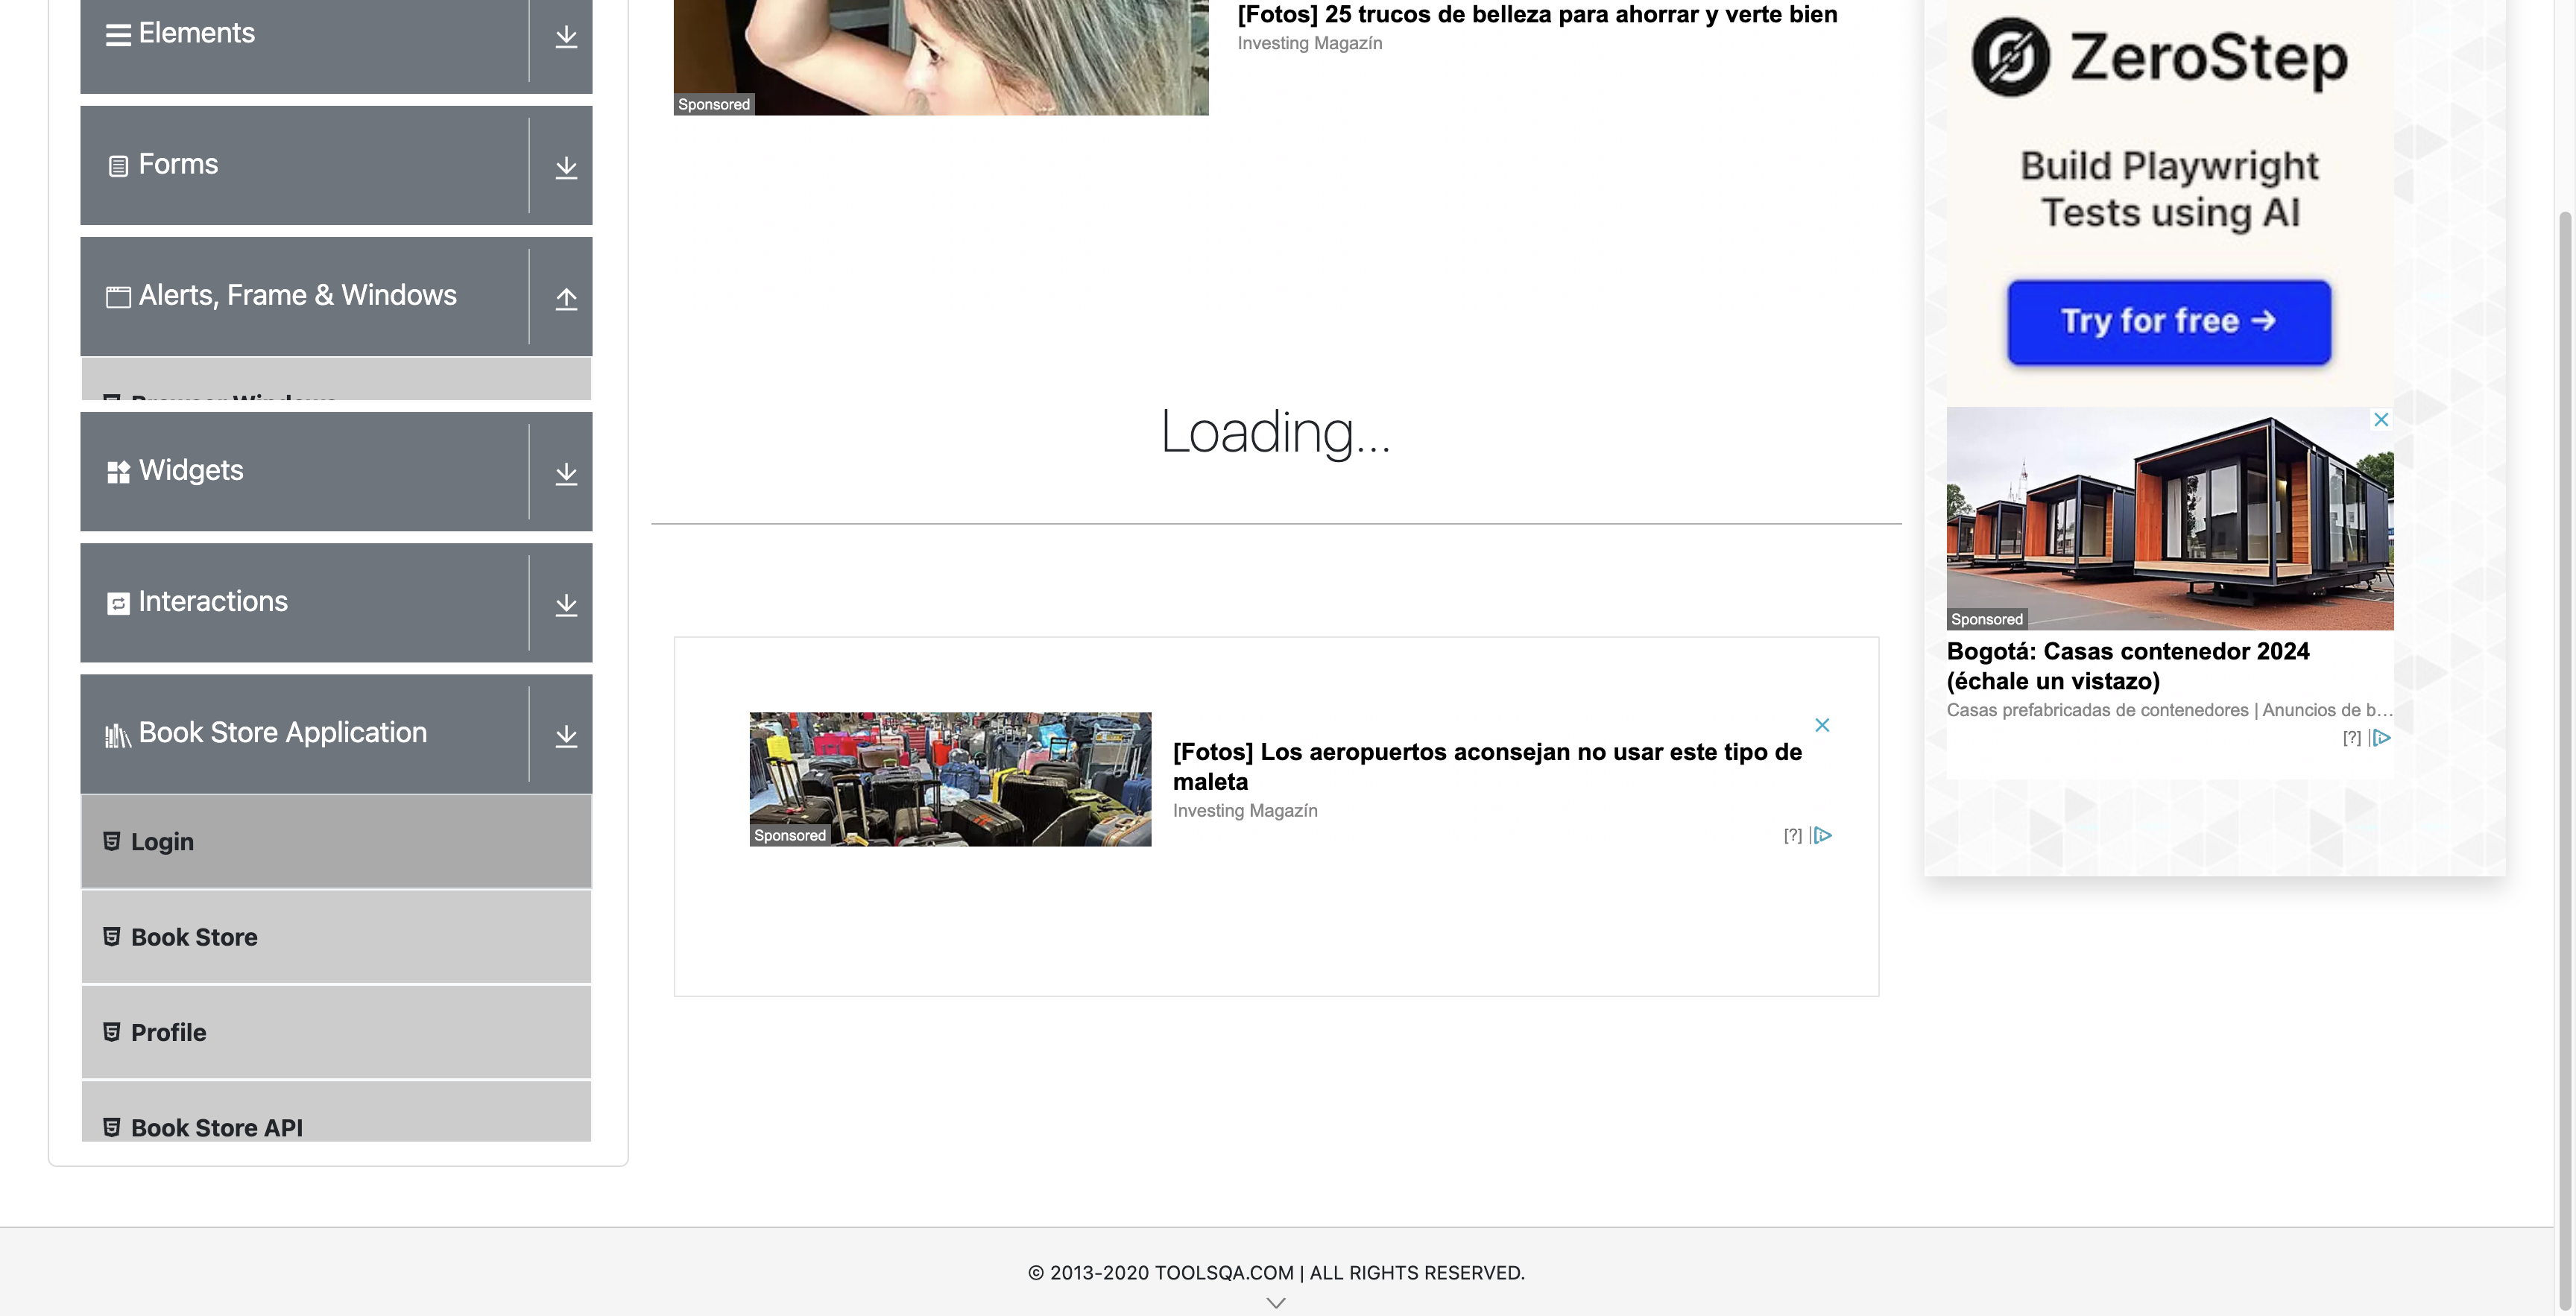 Elements
Forms
Alerts, Frame & Windows
Browser Windows
Widgets
Interactions
Book Store Application
Login
Book Store
Profile
Book Store API
[Fotos] 25 trucos de belleza para ahorrar y verte bien
Investing Magazín
Sponsored
Loading...
[Fotos] Los aeropuertos aconsejan no usar este tipo de
maleta
Investing Magazín
Sponsored
[?]
ZeroStep
Build Playwright
Tests using AI
Try for free →
Sponsored
Bogotá: Casas contenedor 2024
(échale un vistazo)
Casas prefabricadas de contenedores | Anuncios de b...
[?]
© 2013-2020 TOOLSQA.COM | ALL RIGHTS RESERVED.